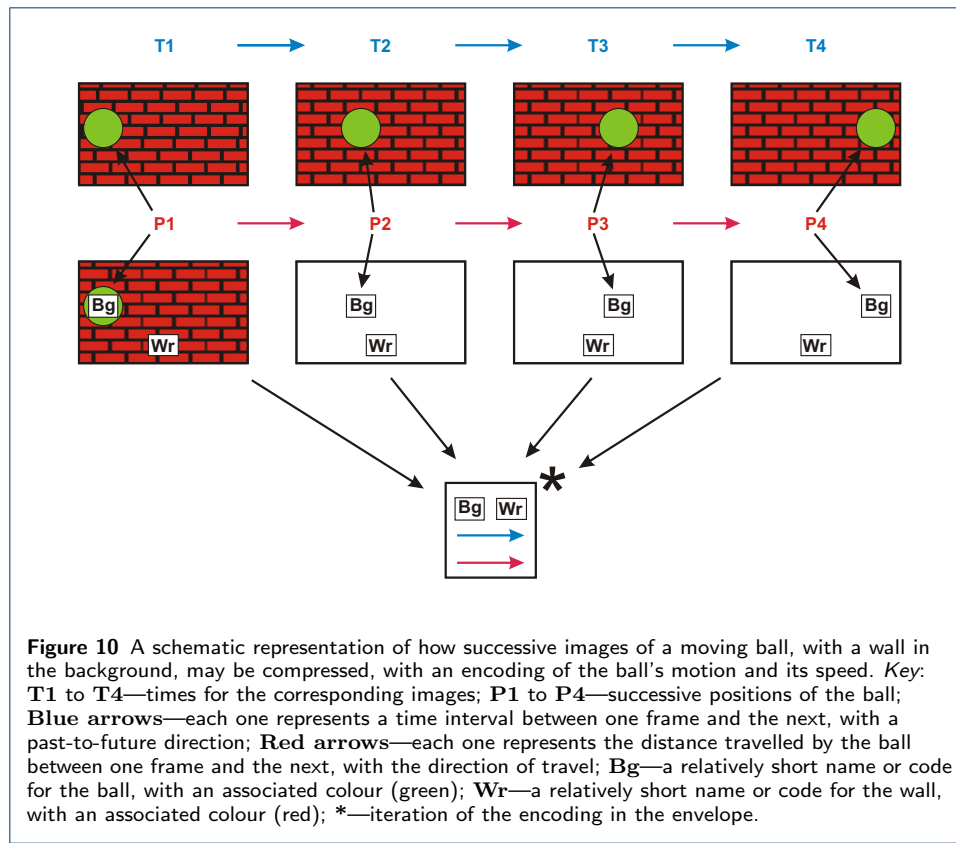 T1 T2 T3 T4
P1 P2 P3 P4
Bg Bg Bg Bg
Wr Wr Wr Wr
*
Bg Wr
Figure 10 A schematic representation of how successive images of a moving ball, with a wall in
the background, may be compressed, with an encoding of the ball's motion and its speed. Key:
T1 to T4—times for the corresponding images; P1 to P4—successive positions of the ball;
Blue arrows—each one represents a time interval between one frame and the next, with a
past-to-future direction; Red arrows—each one represents the distance travelled by the ball
between one frame and the next, with the direction of travel; Bg—a relatively short name or code
for the ball, with an associated colour (green); Wr—a relatively short name or code for the wall,
with an associated colour (red); *—iteration of the encoding in the envelope.